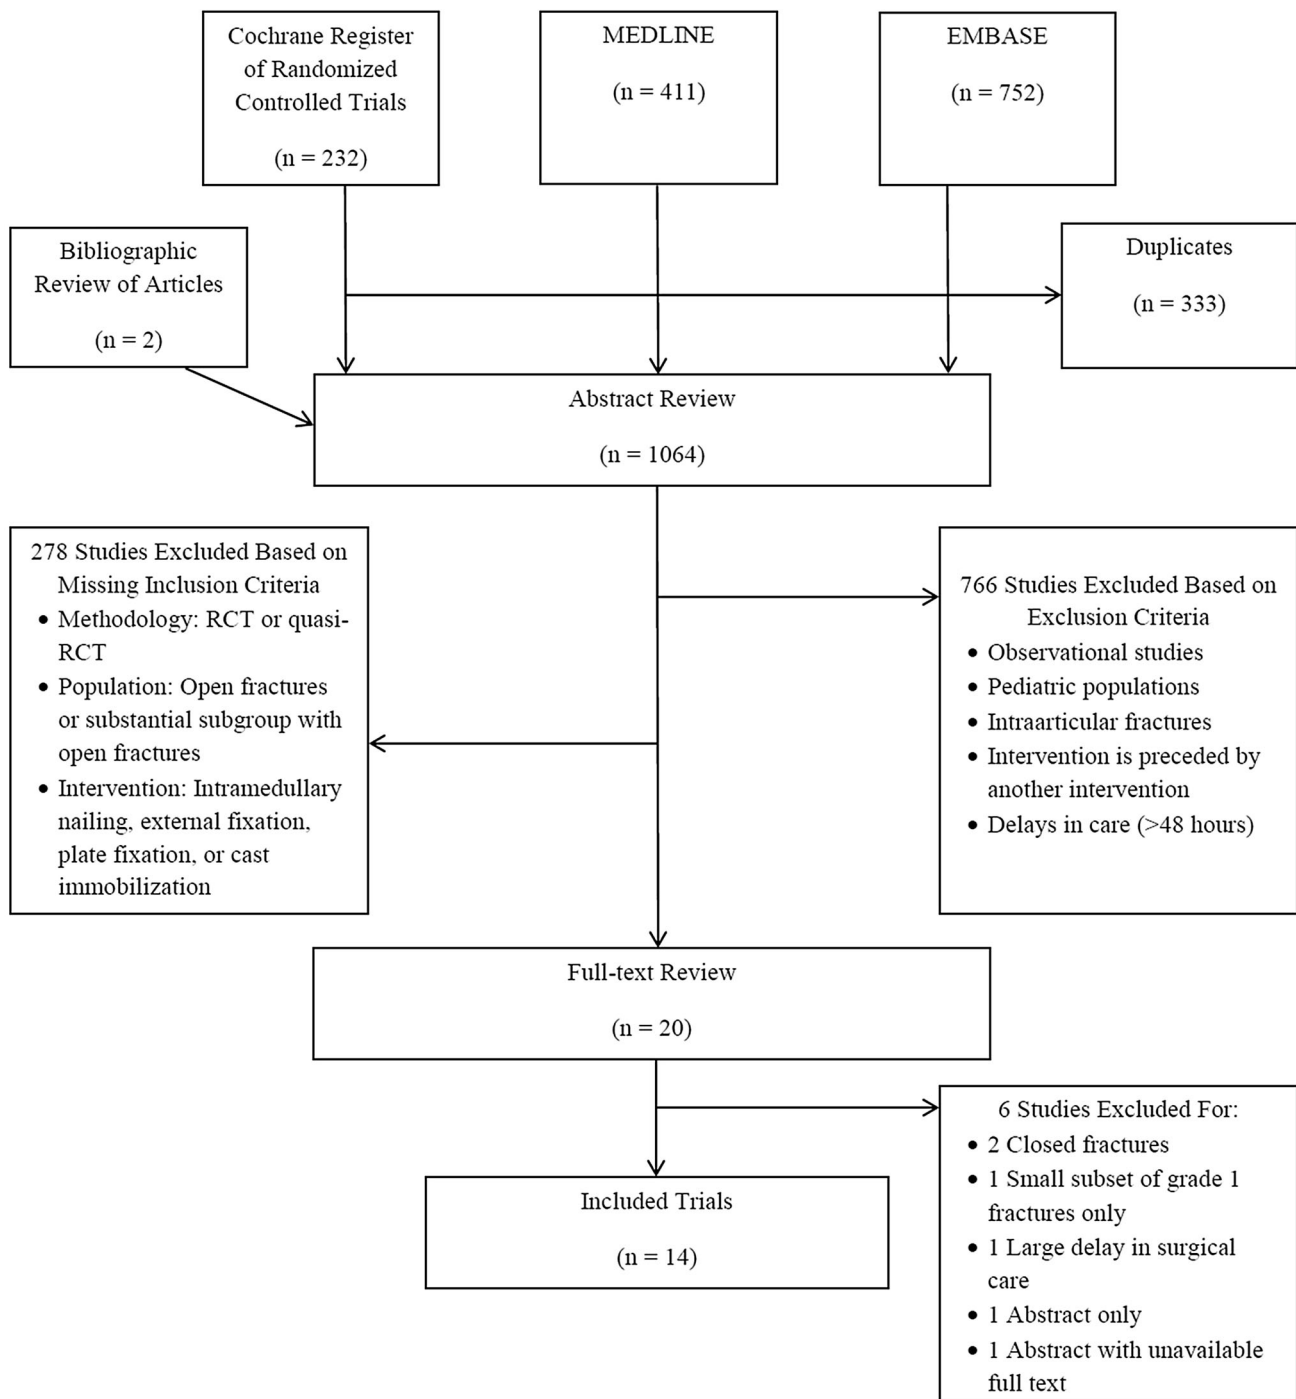 Cochrane Register
of Randomized
Controlled Trials
(n = 232)
MEDLINE
(n = 411)
EMBASE
(n = 752)
Bibliographic
Review of Articles
(n = 2)
Duplicates
(n = 333)
Abstract Review
(n = 1064)
278 Studies Excluded Based on
Missing Inclusion Criteria
• Methodology: RCT or quasi-
RCT
• Population: Open fractures
or substantial subgroup with
open fractures
• Intervention: Intramedullary
nailing, external fixation,
plate fixation, or cast
immobilization
766 Studies Excluded Based on
Exclusion Criteria
• Observational studies
• Pediatric populations
• Intraarticular fractures
• Intervention is preceded by
another intervention
• Delays in care (>48 hours)
Full-text Review
(n = 20)
6 Studies Excluded For:
• 2 Closed fractures
• 1 Small subset of grade 1
fractures only
• 1 Large delay in surgical
care
• 1 Abstract only
• 1 Abstract with unavailable
full text
Included Trials
(n = 14)